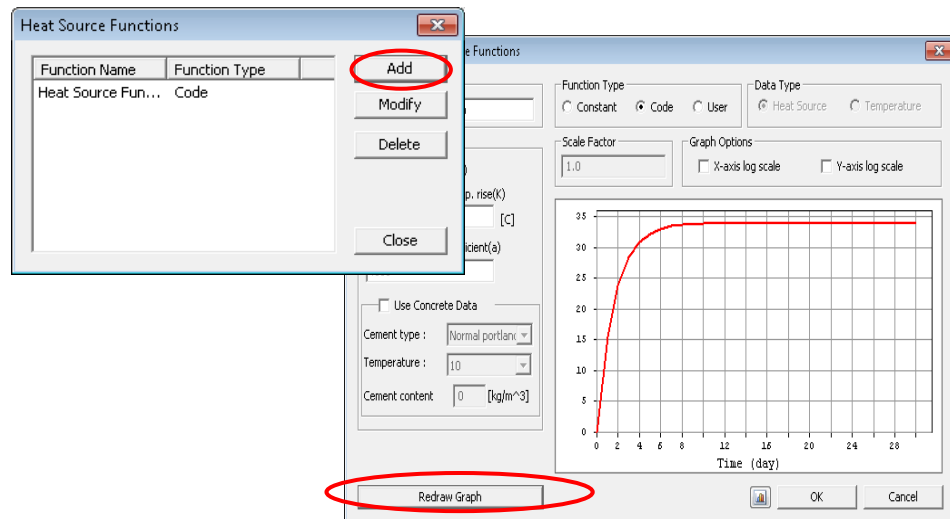 Heat Source Functions
Function Name Function Type
Heat Source Fun... Code
Add
Modify
Delete
Close
e Functions
Function Type
Constant Code User
Data Type
Heat Source Temperature
Scale Factor
1.0
Graph Options
X-axis log scale Y-axis log scale
p. rise(K)
[C]
icient(a)
Use Concrete Data
Cement type : Normal portlanc
Temperature : 10
Cement content 0 [kg/m^3]
35
30
25
20
15
10
5
0
0 2 4 6 8 12 16 20 24 28
Time (day)
Redraw Graph
OK Cancel